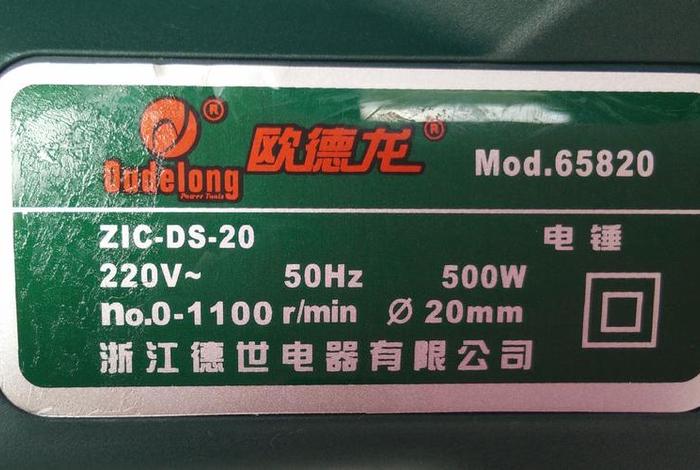 Oudelong ® 欧德龙 ® Mod.65820
Power Tools
ZIC-DS-20 电锤
220V~ 50Hz 500W
no.0-1100 r/min Ø 20mm
浙江德世电器有限公司